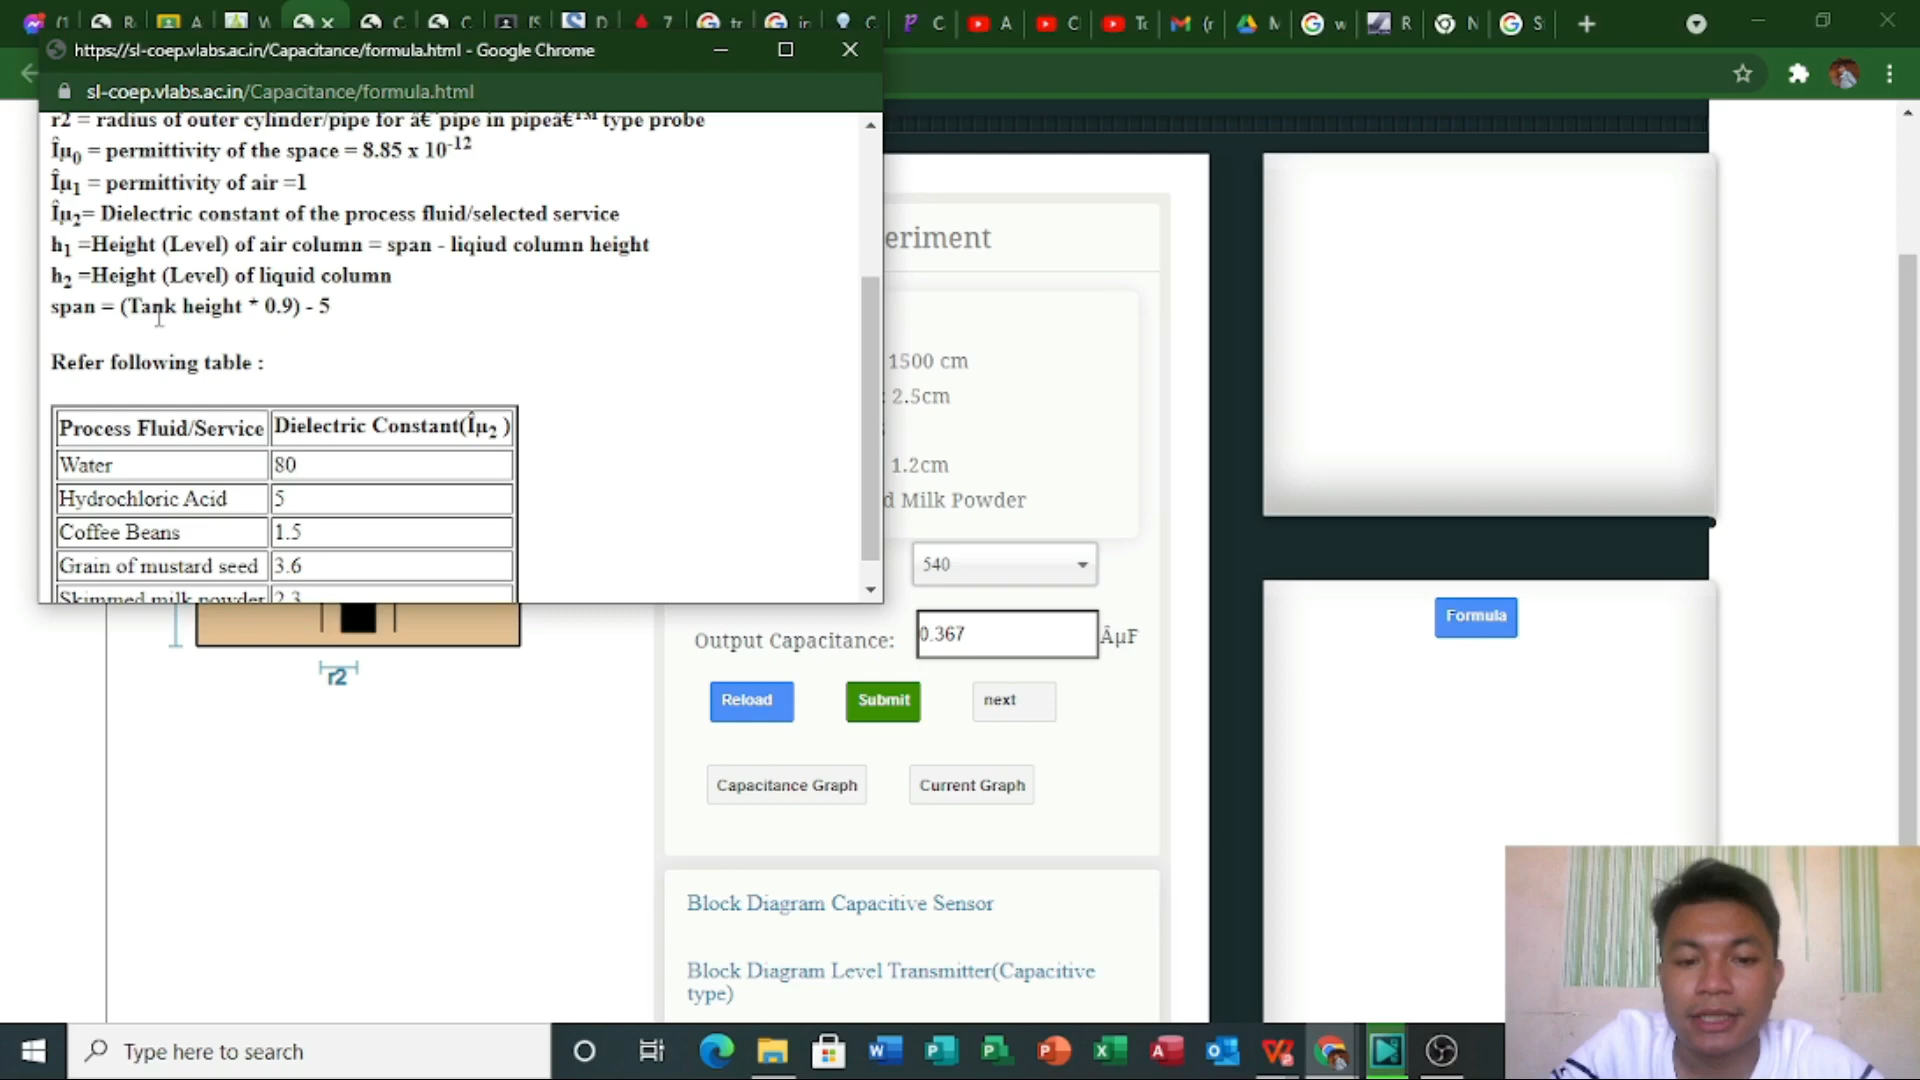 https://sl-coep.vlabs.ac.in/Capacitance/formula.html - Google Chrome
sl-coep.vlabs.ac.in/Capacitance/formula.html
r2 = radius of outer cylinder/pipe for â€˜pipe in pipeâ€™ type probe
Îµ0 = permittivity of the space = 8.85 x 10-12
Îµ1 = permittivity of air =1
Îµ2= Dielectric constant of the process fluid/selected service
h1 =Height (Level) of air column = span - liqiud column height
h2 =Height (Level) of liquid column
span = (Tank height * 0.9) - 5
Refer following table :
Process Fluid/Service Dielectric Constant(Îµ2 )
Water 80
Hydrochloric Acid 5
Coffee Beans 1.5
Grain of mustard seed 3.6
Skimmed milk powder 2.3
r2
eriment
1500 cm
: 2.5cm
1.2cm
d Milk Powder
540
Output Capacitance: 0.367 ÂµF
Reload Submit next
Capacitance Graph Current Graph
Block Diagram Capacitive Sensor
Block Diagram Level Transmitter(Capacitive
type)
Formula
Type here to search